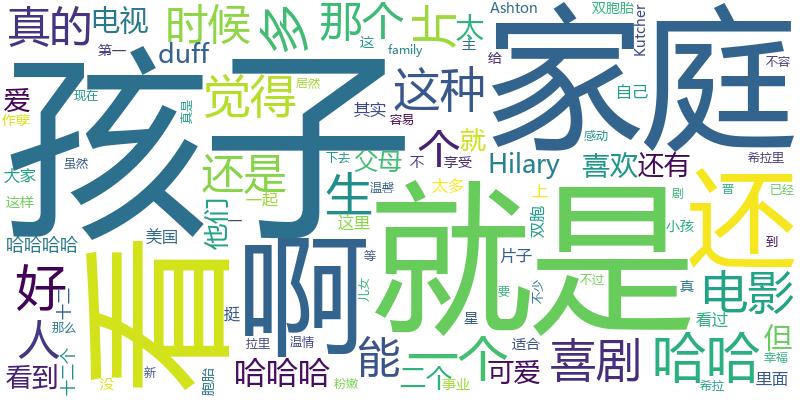 真的
电视
时候
多
那个
片
太
主
Ashton
双胞胎
Kutcher
家庭
第一
duff
这
family
给
不容
孩子
爱
现在
真是
觉得
居然
其实
这种
自己
作孽
容易
个
就
感动
大家
虽然
还是
下去
父母
不
享受
Hilary
喜欢
还有
希拉里
这样
一起
温馨
生
太多
上
剧
晋
已经
还
哈哈哈哈
美国
他们
一
这里
就是
双胞
小孩
到
看
啊
等
片子
不过
真
好
十二
挺
儿女
要
不少
电影
人
那么
拉里
温情
星
适合
看过
但
能
一个
喜剧
哈哈
幸福
看到
十二个
没
新
胞胎
哈哈哈
粉嫩
二个
事业
可爱
希拉
里面